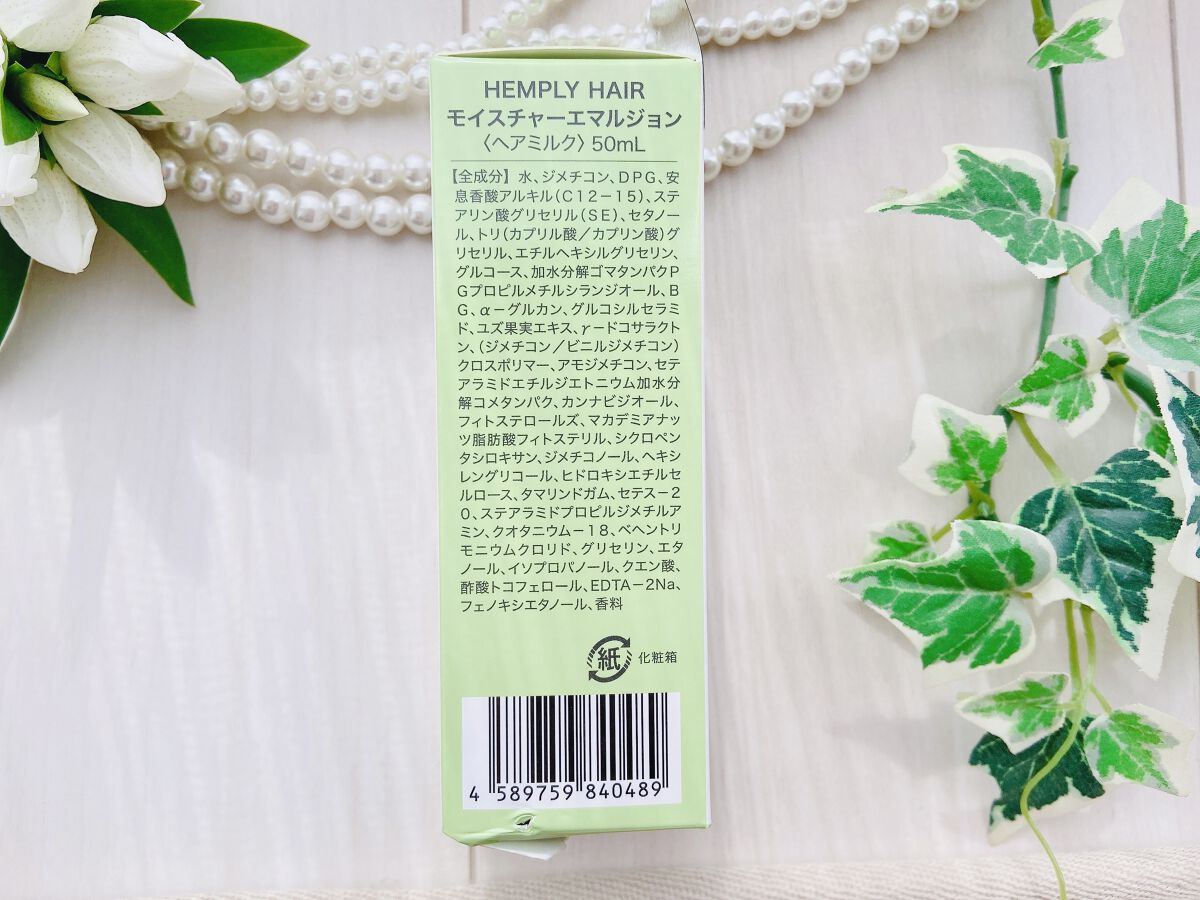 HEMPLY HAIR
モイスチャーエマルジョン
〈ヘアミルク〉50mL
【全成分】水、ジメチコン、DPG、安
息香酸アルキル(C12-15)、ステ
アリン酸グリセリル(SE)、セタノー
ル、トリ(カプリル酸/カプリン酸)グ
リセリル、エチルヘキシルグリセリン、
グルコース、加水分解ゴマタンパクP
Gプロピルメチルシランジオール、B
G、α-グルカン、グルコシルセラミ
ド、ユズ果実エキス、γ-ドコサラクト
ン、(ジメチコン/ビニルジメチコン)
クロスポリマー、アモジメチコン、セテ
アラミドエチルジエトニウム加水分
解コメタンパク、カンナビジオール、
フィトステロールズ、マカデミアナッ
ツ脂肪酸フィトステリル、シクロペン
タシロキサン、ジメチコノール、ヘキシ
レングリコール、ヒドロキシエチルセ
ルロース、タマリンドガム、セテス-2
0、ステアラミドプロピルジメチルア
ミン、クオタニウム-18、ベヘントリ
モニウムクロリド、グリセリン、エタ
ノール、イソプロパノール、クエン酸、
酢酸トコフェロール、EDTA-2Na、
フェノキシエタノール、香料
紙 化粧箱
4 589759 840489